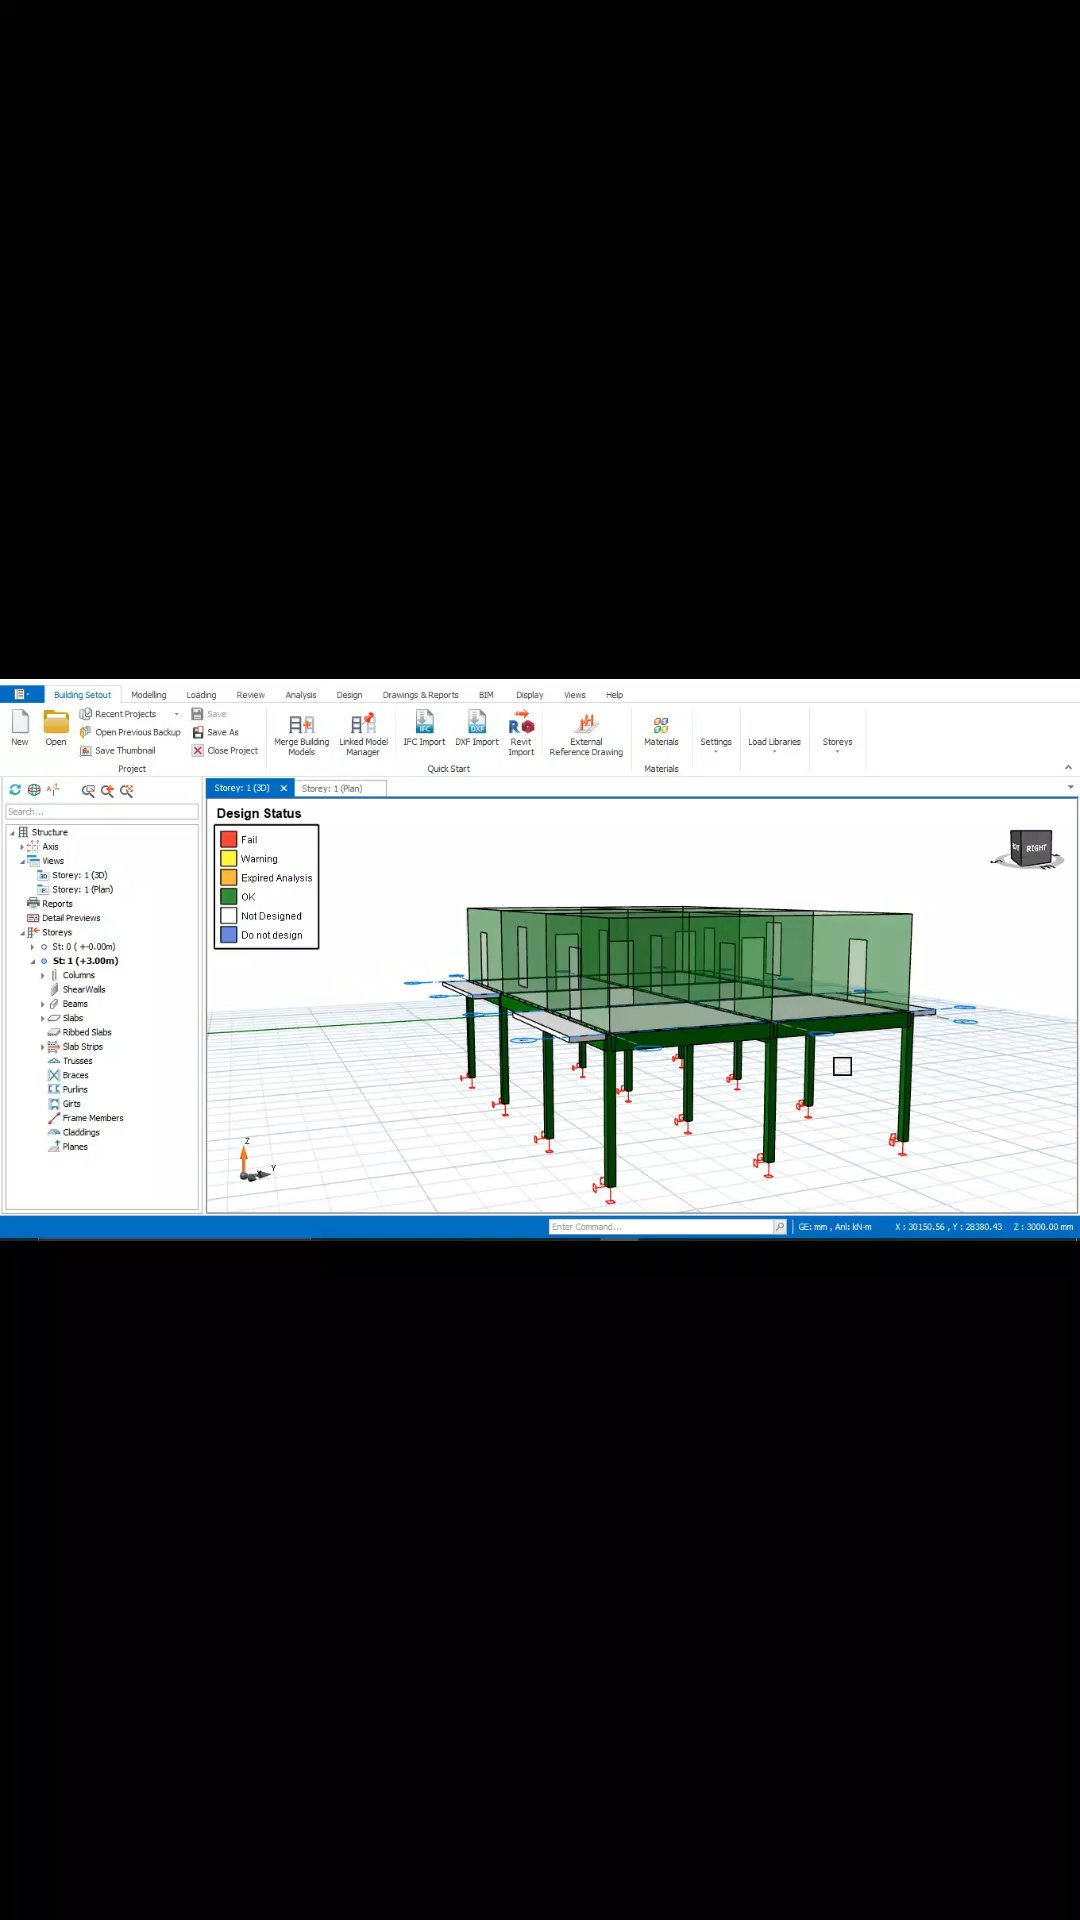 Building Setout Modelling Loading Review Analysis Design Drawings & Reports BIM Display Views Help
New
Open
Recent Projects
Open Previous Backup
Save Thumbnail
Save
Save As
Close Project
Project
Merge Building Models
Linked Model Manager
IFC Import
DXF Import
Revit Import
External Reference Drawing
Quick Start
Materials
Materials
Settings
Load Libraries
Storeys
Storey: 1 (3D)
Storey: 1 (Plan)
Search...
Structure
Axis
Views
Storey: 1 (3D)
Storey: 1 (Plan)
Reports
Detail Previews
Storeys
St: 0 ( +-0.00m)
St: 1 (+3.00m)
Columns
ShearWalls
Beams
Slabs
Ribbed Slabs
Slab Strips
Trusses
Braces
Purlins
Girts
Frame Members
Claddings
Planes
Design Status
Fail
Warning
Expired Analysis
OK
Not Designed
Do not design
RIGHT
Z
X
Y
Enter Command...
GE: mm , Anl: kN-m
X : 30150.56 , Y : 28380.43
Z : 3000.00 mm